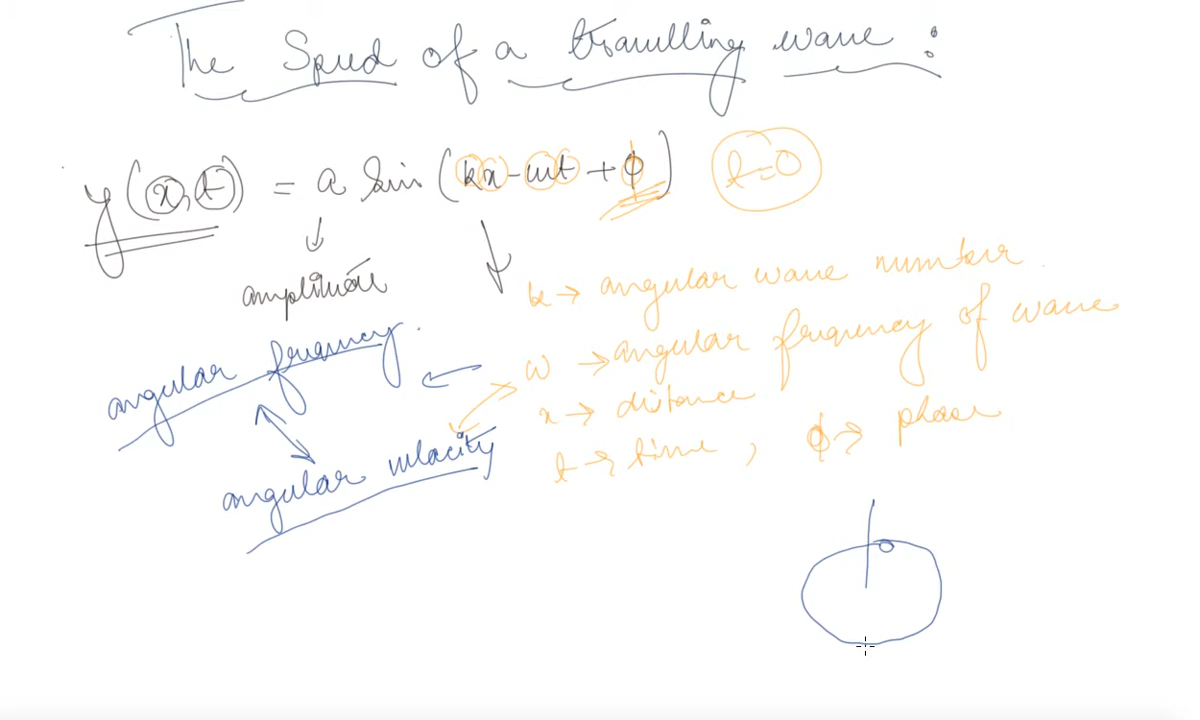 The Speed of a travelling wave :
y(x,t) = a sin (kx-ωt + ϕ) t=0
↓
amplitude
k → angular wave number
angular frequency. ← ω → angular frequency of wave
x → distance
angular velocity t → time , ϕ → phase